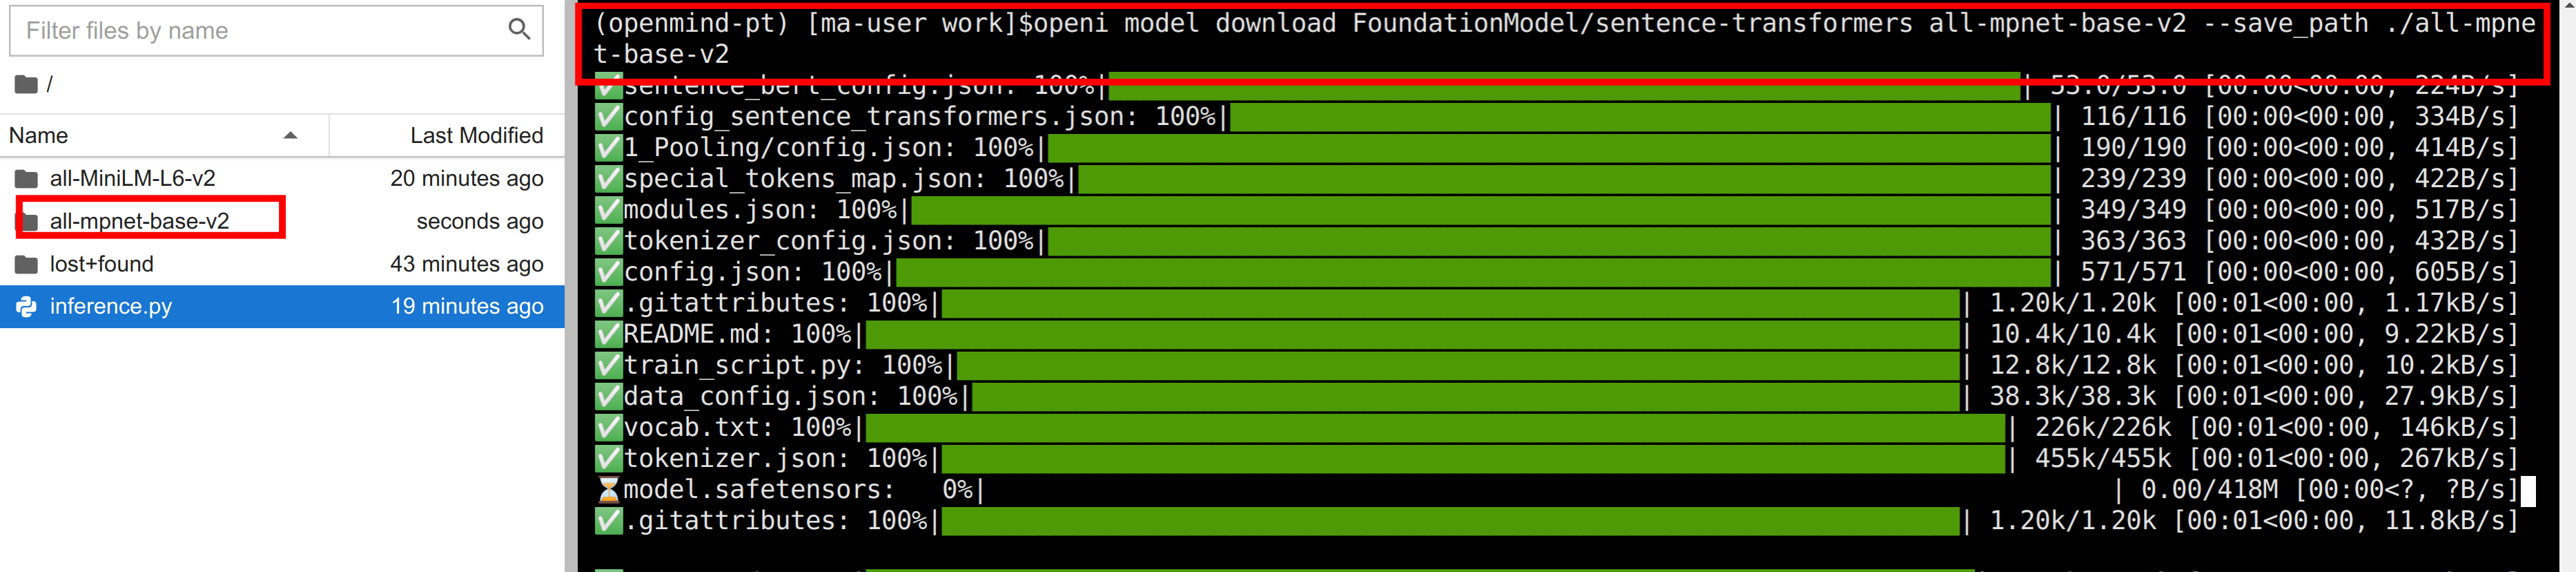 Filter files by name
/
Name Last Modified
all-MiniLM-L6-v2 20 minutes ago
all-mpnet-base-v2 seconds ago
lost+found 43 minutes ago
inference.py 19 minutes ago
(openmind-pt) [ma-user work]$openi model download FoundationModel/sentence-transformers all-mpnet-base-v2 --save_path ./all-mpne
t-base-v2
sentence_bert_config.json: 100%| | 53.0/53.0 [00:00<00:00, 224B/s]
config_sentence_transformers.json: 100%| | 116/116 [00:00<00:00, 334B/s]
1_Pooling/config.json: 100%| | 190/190 [00:00<00:00, 414B/s]
special_tokens_map.json: 100%| | 239/239 [00:00<00:00, 422B/s]
modules.json: 100%| | 349/349 [00:00<00:00, 517B/s]
tokenizer_config.json: 100%| | 363/363 [00:00<00:00, 432B/s]
config.json: 100%| | 571/571 [00:00<00:00, 605B/s]
.gitattributes: 100%| | 1.20k/1.20k [00:01<00:00, 1.17kB/s]
README.md: 100%| | 10.4k/10.4k [00:01<00:00, 9.22kB/s]
train_script.py: 100%| | 12.8k/12.8k [00:01<00:00, 10.2kB/s]
data_config.json: 100%| | 38.3k/38.3k [00:01<00:00, 27.9kB/s]
vocab.txt: 100%| | 226k/226k [00:01<00:00, 146kB/s]
tokenizer.json: 100%| | 455k/455k [00:01<00:00, 267kB/s]
model.safetensors: 0%| | 0.00/418M [00:00<?, ?B/s]
.gitattributes: 100%| | 1.20k/1.20k [00:01<00:00, 11.8kB/s]